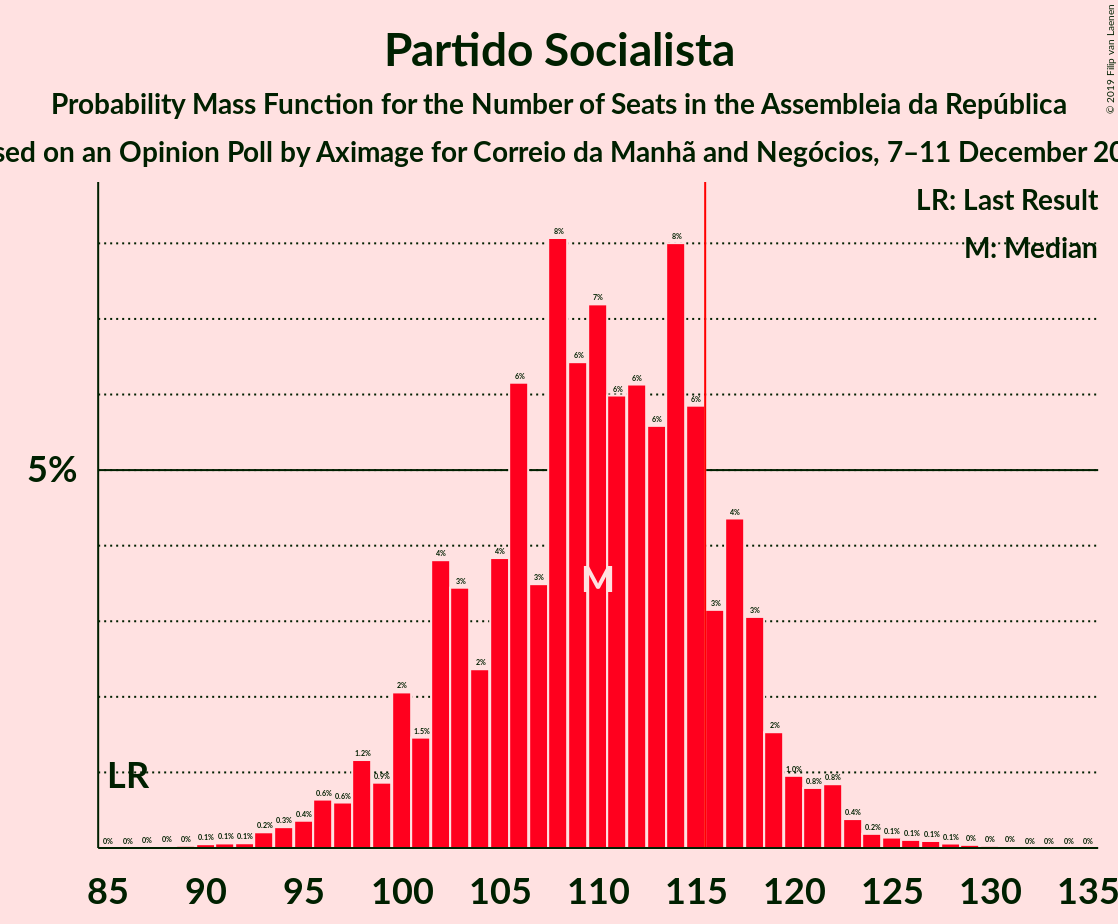 Partido Socialista
Probability Mass Function for the Number of Seats in the Assembleia da República
sed on an Opinion Poll by Aximage for Correio da Manhã and Negócios, 7–11 December 20
© 2019 Filip van Laenen
LR: Last Result
M: Median
5%
LR
M
0% 0% 0% 0% 0% 0.1% 0.1% 0.1% 0.2% 0.3% 0.4% 0.6% 0.6% 1.2% 0.9% 2% 1.5% 4% 3% 2% 4% 6% 3% 8% 6% 7% 6% 6% 6% 8% 6% 3% 4% 3% 2% 1.0% 0.8% 0.8% 0.4% 0.2% 0.1% 0.1% 0.1% 0.1% 0% 0% 0% 0% 0% 0% 0%
85 90 95 100 105 110 115 120 125 130 135